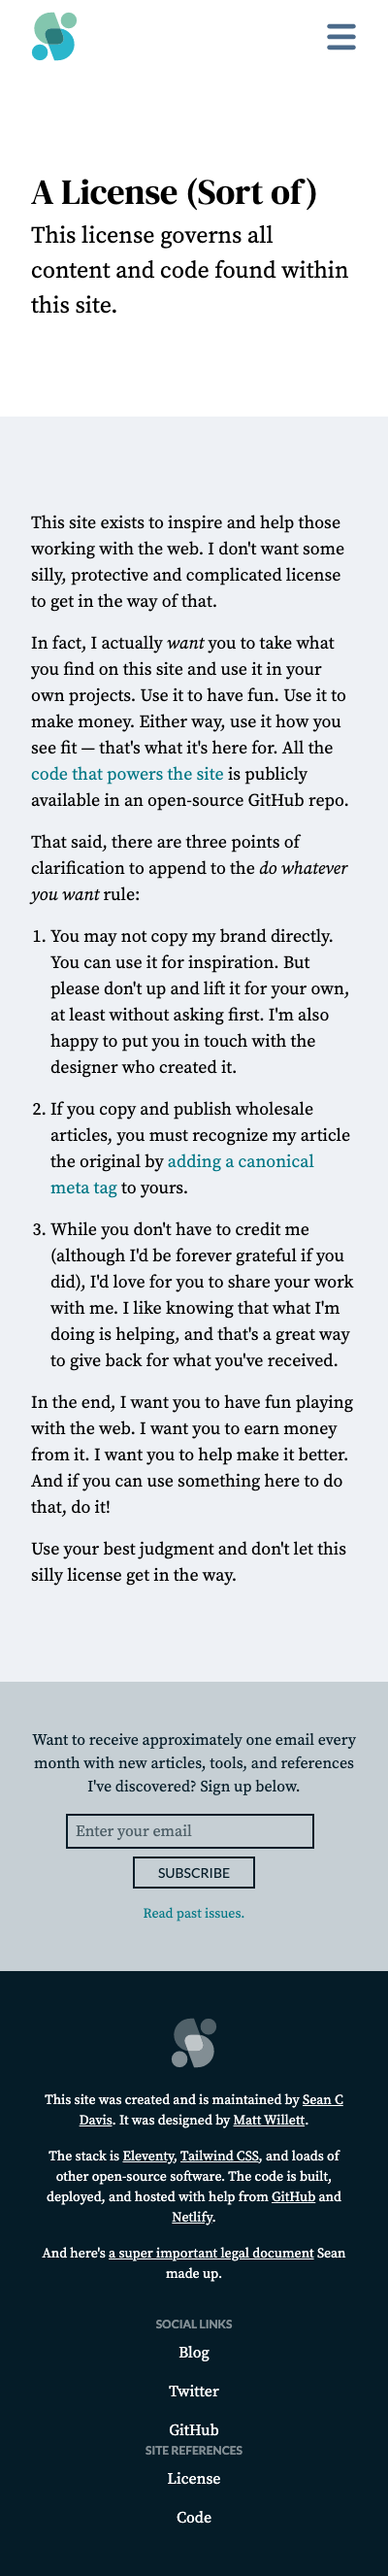 A License (Sort of)
This license governs all
content and code found within
this site.
This site exists to inspire and help those
working with the web. I don't want some
silly, protective and complicated license
to get in the way of that.
In fact, I actually want you to take what
you find on this site and use it in your
own projects. Use it to have fun. Use it to
make money. Either way, use it how you
see fit — that's what it's here for. All the
code that powers the site is publicly
available in an open-source GitHub repo.
That said, there are three points of
clarification to append to the do whatever
you want rule:
1. You may not copy my brand directly.
You can use it for inspiration. But
please don't up and lift it for your own,
at least without asking first. I'm also
happy to put you in touch with the
designer who created it.
2. If you copy and publish wholesale
articles, you must recognize my article
the original by adding a canonical
meta tag to yours.
3. While you don't have to credit me
(although I'd be forever grateful if you
did), I'd love for you to share your work
with me. I like knowing that what I'm
doing is helping, and that's a great way
to give back for what you've received.
In the end, I want you to have fun playing
with the web. I want you to earn money
from it. I want you to help make it better.
And if you can use something here to do
that, do it!
Use your best judgment and don't let this
silly license get in the way.
Want to receive approximately one email every
month with new articles, tools, and references
I've discovered? Sign up below.
Enter your email
SUBSCRIBE
Read past issues.
This site was created and is maintained by Sean C
Davis. It was designed by Matt Willett.
The stack is Eleventy, Tailwind CSS, and loads of
other open-source software. The code is built,
deployed, and hosted with help from GitHub and
Netlify.
And here's a super important legal document Sean
made up.
SOCIAL LINKS
Blog
Twitter
GitHub
SITE REFERENCES
License
Code